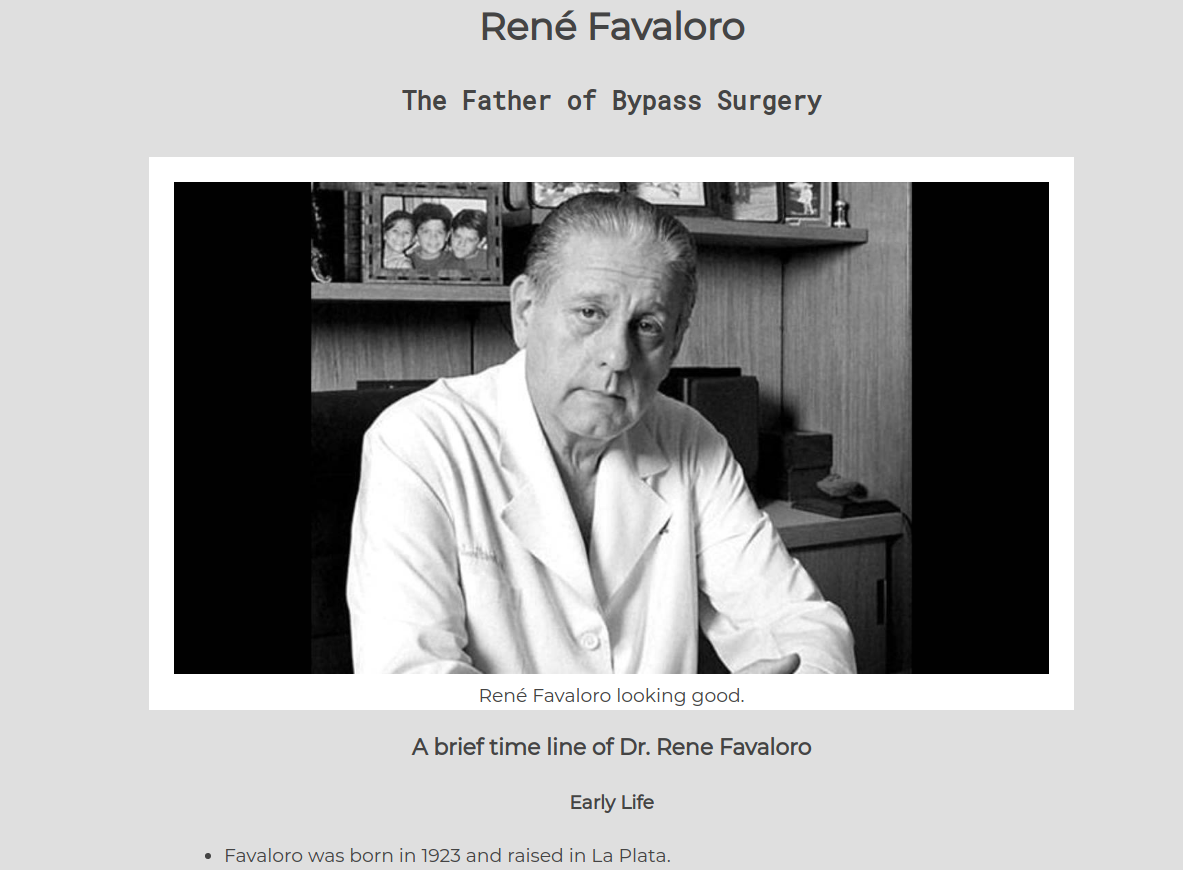 René Favaloro
The Father of Bypass Surgery
René Favaloro looking good.
A brief time line of Dr. Rene Favaloro
Early Life
• Favaloro was born in 1923 and raised in La Plata.